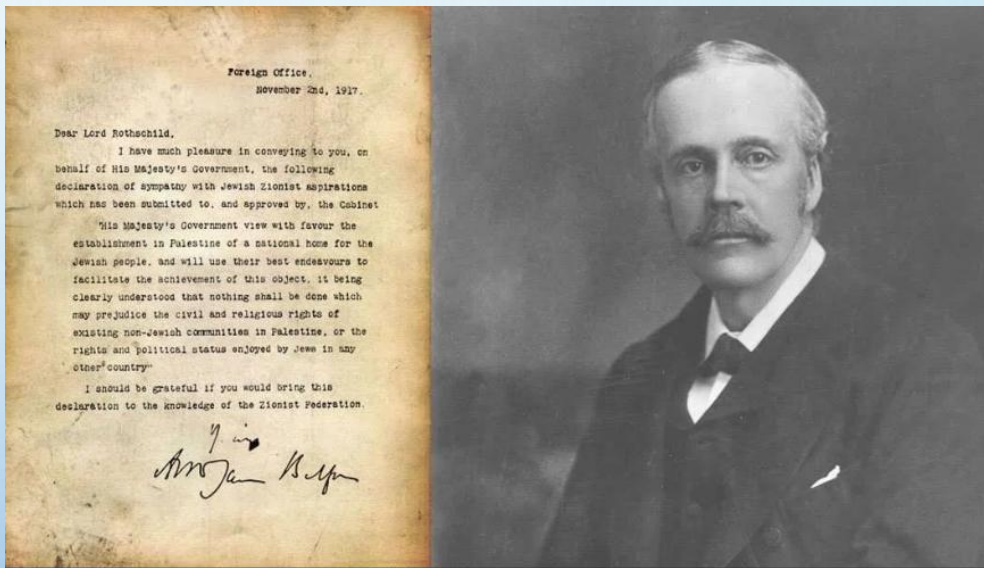 Foreign Office,
November 2nd, 1917.
Dear Lord Rothschild,
I have much pleasure in conveying to you, on
behalf of His Majesty's Government, the following
declaration of sympathy with Jewish Zionist aspirations
which has been submitted to, and approved by, the Cabinet
"His Majesty's Government view with favour the
establishment in Palestine of a national home for the
Jewish people, and will use their best endeavours to
facilitate the achievement of this object, it being
clearly understood that nothing shall be done which
may prejudice the civil and religious rights of
existing non-Jewish communities in Palestine, or the
rights and political status enjoyed by Jews in any
other country"
I should be grateful if you would bring this
declaration to the knowledge of the Zionist Federation.
Balfour